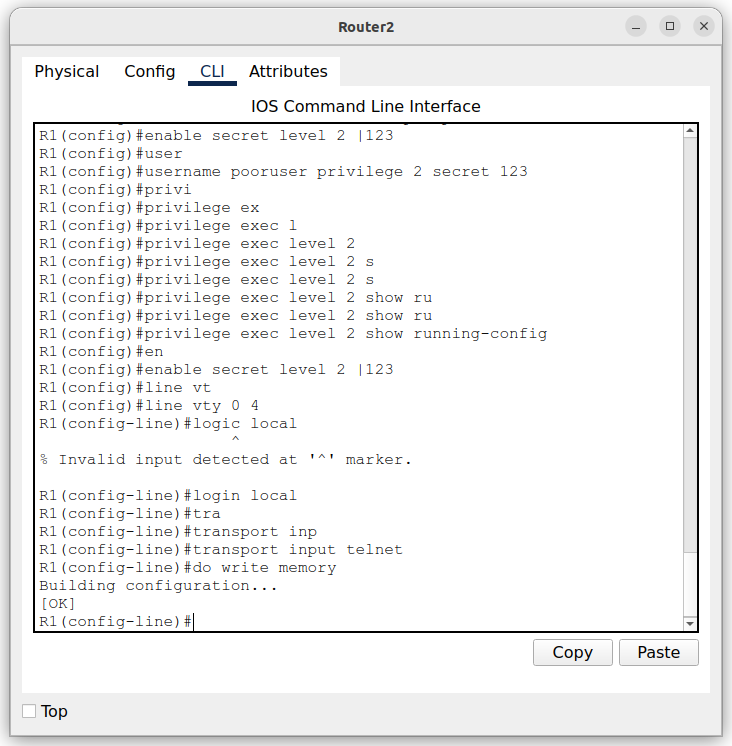 Router2
Physical Config CLI Attributes
IOS Command Line Interface
R1(config)#enable secret level 2 |123
R1(config)#user
R1(config)#username pooruser privilege 2 secret 123
R1(config)#privi
R1(config)#privilege ex
R1(config)#privilege exec l
R1(config)#privilege exec level 2
R1(config)#privilege exec level 2 s
R1(config)#privilege exec level 2 s
R1(config)#privilege exec level 2 show ru
R1(config)#privilege exec level 2 show ru
R1(config)#privilege exec level 2 show running-config
R1(config)#en
R1(config)#enable secret level 2 |123
R1(config)#line vt
R1(config)#line vty 0 4
R1(config-line)#logic local
^
% Invalid input detected at '^' marker.
R1(config-line)#login local
R1(config-line)#tra
R1(config-line)#transport inp
R1(config-line)#transport input telnet
R1(config-line)#do write memory
Building configuration...
[OK]
R1(config-line)#
Copy Paste
Top